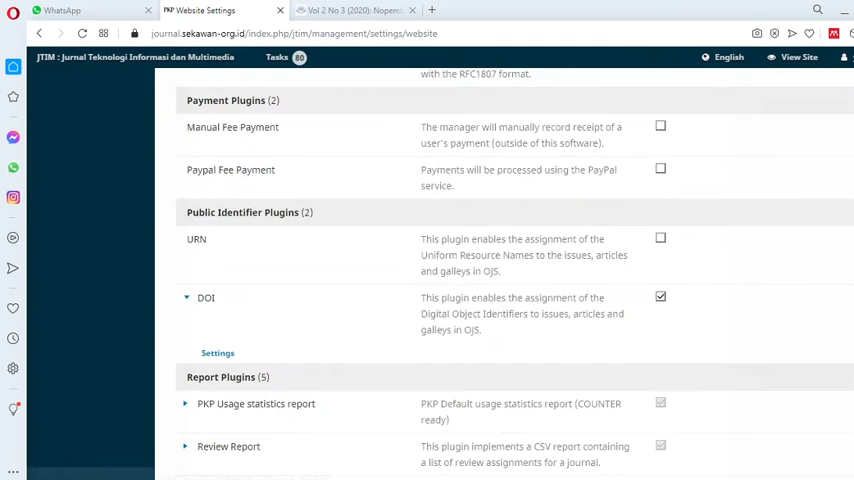 WhatsApp
PKP Website Settings
Vol 2 No 3 (2020): Nopemb
journal.sekawan-org.id/index.php/jtim/management/settings/website
JTIM : Jurnal Teknologi Informasi dan Multimedia
Tasks 80
English
View Site
with the RFC1807 format.
Payment Plugins (2)
Manual Fee Payment
The manager will manually record receipt of a
user's payment (outside of this software).
Paypal Fee Payment
Payments will be processed using the PayPal
service.
Public Identifier Plugins (2)
URN
This plugin enables the assignment of the
Uniform Resource Names to the issues, articles
and galleys in OJS.
DOI
This plugin enables the assignment of the
Digital Object Identifiers to issues, articles and
galleys in OJS.
Settings
Report Plugins (5)
PKP Usage statistics report
PKP Default usage statistics report (COUNTER
ready)
Review Report
This plugin implements a CSV report containing
a list of review assignments for a journal.